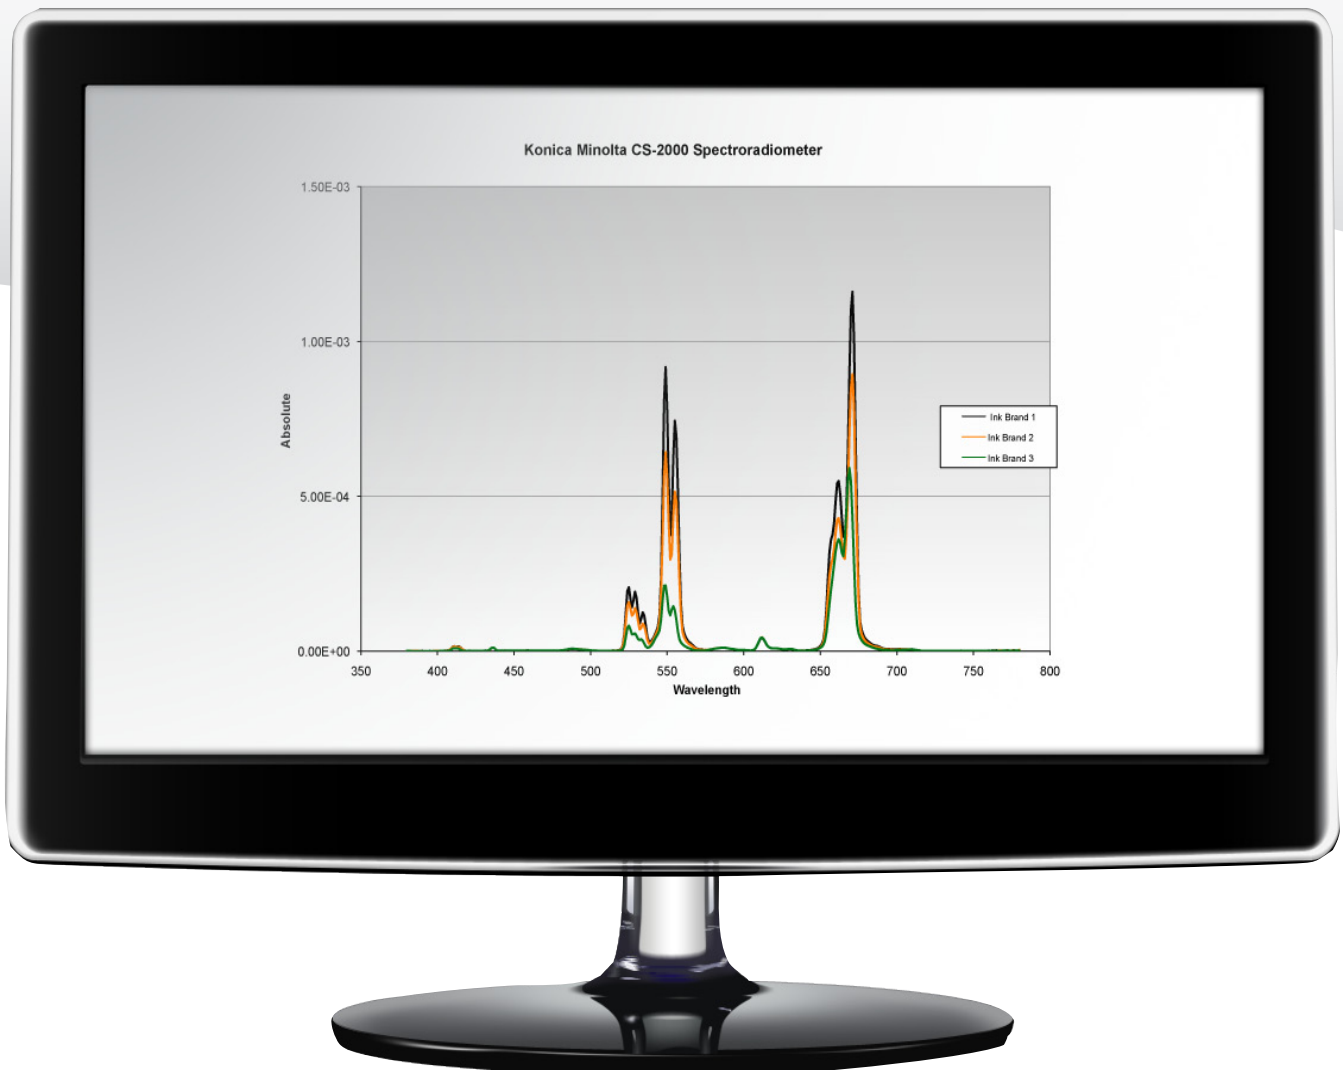 Konica Minolta CS-2000 Spectroradiometer
1.50E-03
1.00E-03
5.00E-04
0.00E+00
Absolute
350 400 450 500 550 600 650 700 750 800
Wavelength
Ink Brand 1
Ink Brand 2
Ink Brand 3